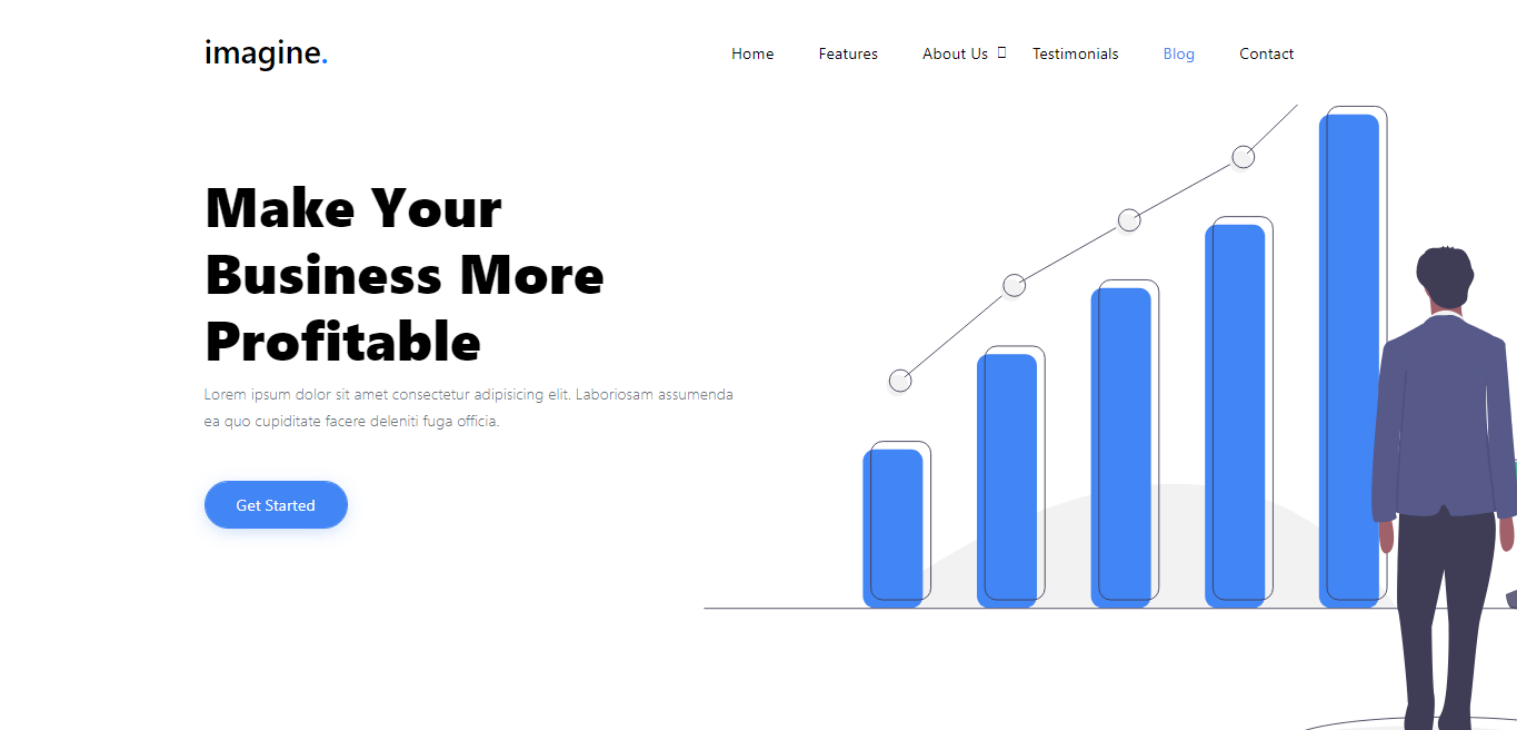 imagine.
Home Features About Us Testimonials Blog Contact
Make Your
Business More
Profitable
Lorem ipsum dolor sit amet consectetur adipisicing elit. Laboriosam assumenda
ea quo cupiditate facere deleniti fuga officia.
Get Started